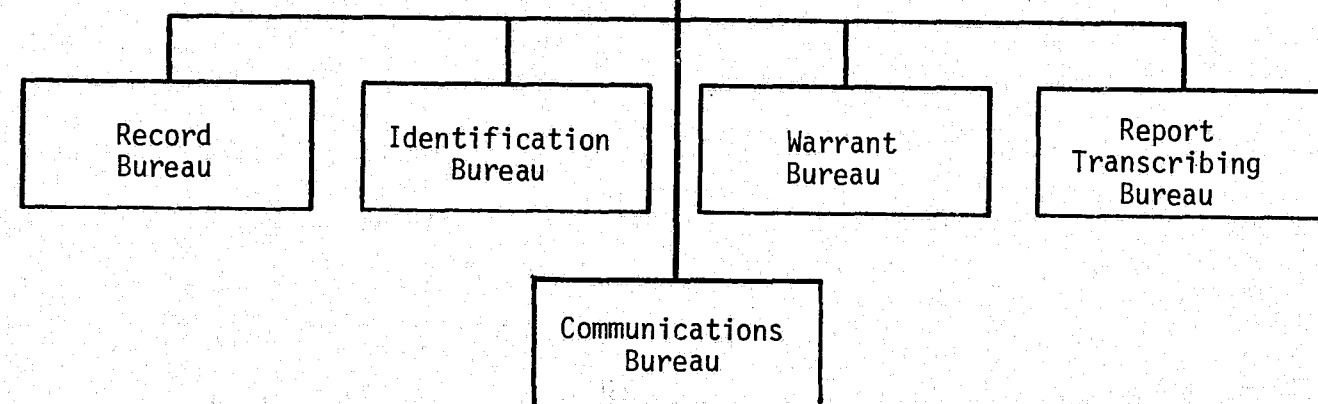 Record
Bureau
Identification
Bureau
Warrant
Bureau
Report
Transcribing
Bureau
Communications
Bureau